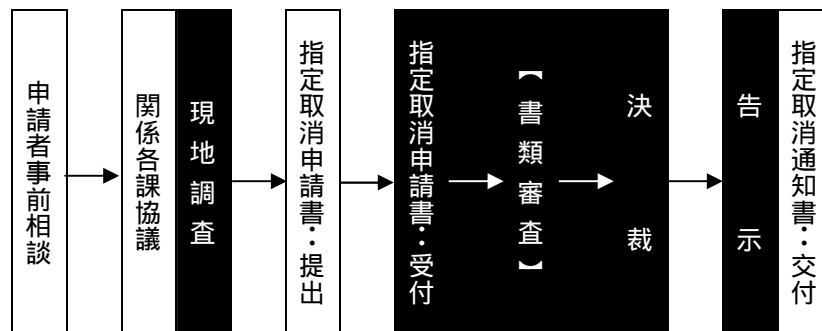 申請者事前相談
関係各課協議
現地調査
指定取消申請書・・提出
指定取消申請書・・受付
【書類審査】
決裁
告示
指定取消通知書・・交付